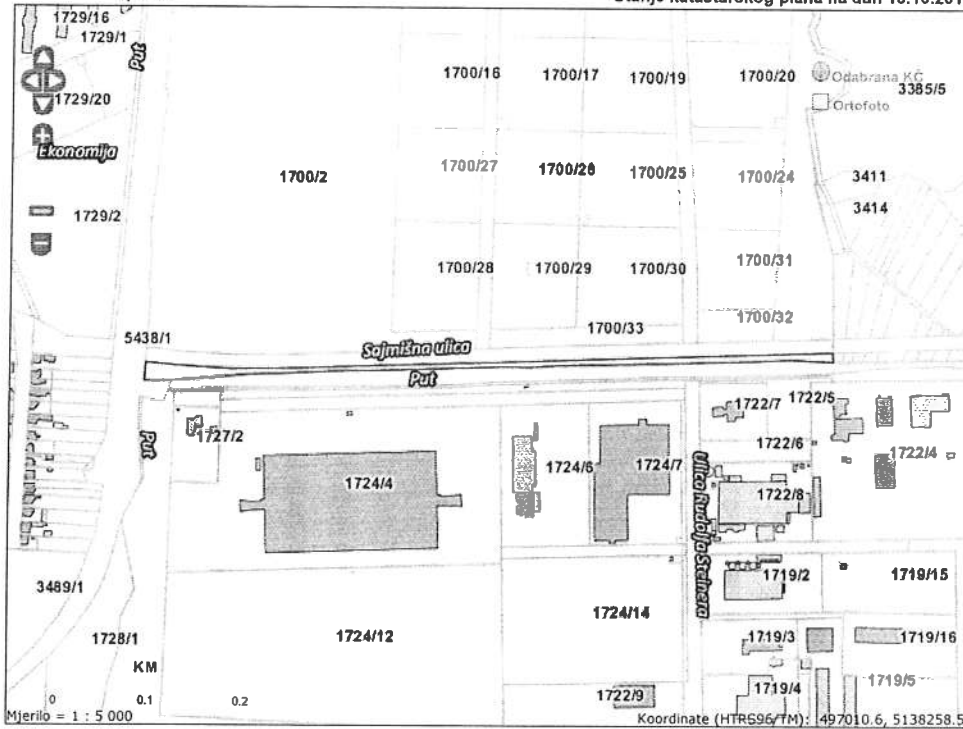 Stanje katastarskog plana na dan
1729/16
1729/1
Put
1700/16 1700/17 1700/19 1700/20
Odabrana KČ
3385/5
1729/20
Ortofoto
Ekonomija
1700/2
1700/27 1700/26 1700/25 1700/24
3411
3414
1729/2
1700/28 1700/29 1700/30 1700/31
1700/32
5438/1
1700/33
Sajmišna ulica
Put
1722/7 1722/5
1727/2
Put
1722/6
1722/4
1724/4
1724/6 1724/7
1722/8
Ulica Rudolfa Steinera
3489/1
1719/2 1719/15
1724/14
1728/1
1724/12
1719/3 1719/16
KM
1719/5
1719/4
1722/9
0 0.1 0.2
Mjerilo = 1 : 5 000
Koordinate (HTRS96/TM): 497010.6, 5138258.5